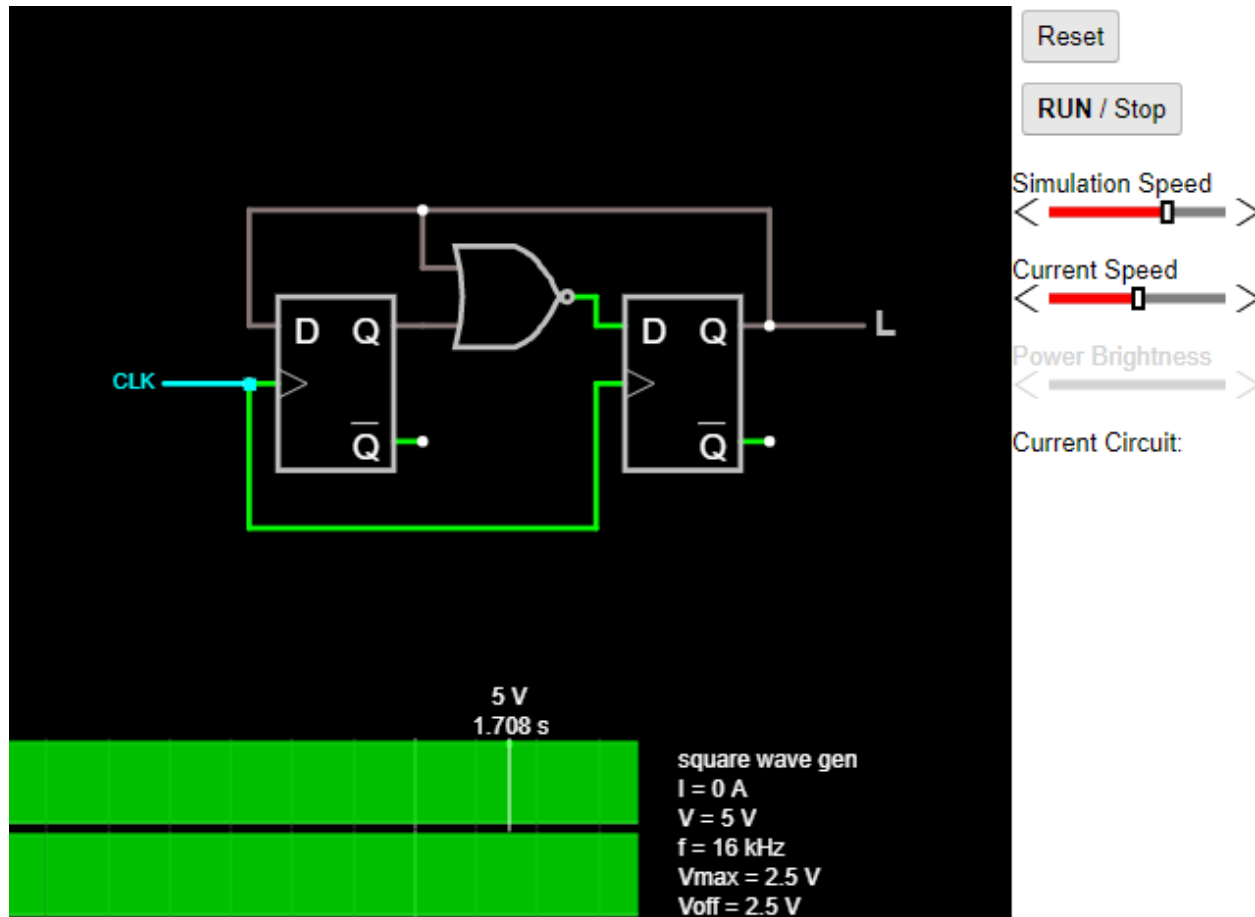 Reset
RUN / Stop
Simulation Speed
Current Speed
Power Brightness
Current Circuit:
D Q
Q
D Q
Q
L
CLK
5 V
1.708 s
square wave gen
I = 0 A
V = 5 V
f = 16 kHz
Vmax = 2.5 V
Voff = 2.5 V